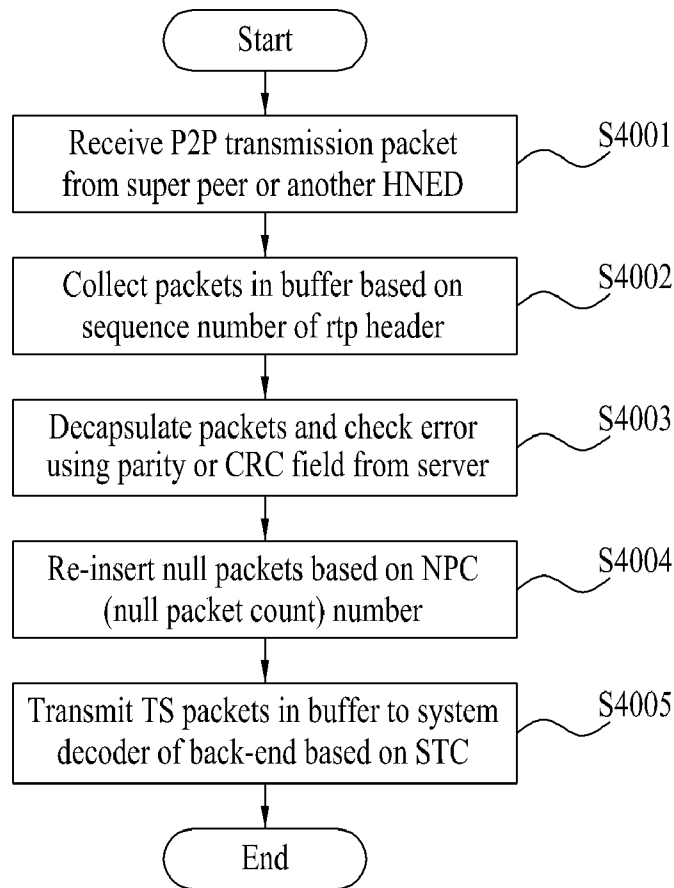 Start
Receive P2P transmission packet
from super peer or another HNED
S4001
Collect packets in buffer based on
sequence number of rtp header
S4002
Decapsulate packets and check error
using parity or CRC field from server
S4003
Re-insert null packets based on NPC
(null packet count) number
S4004
Transmit TS packets in buffer to system
decoder of back-end based on STC
S4005
End